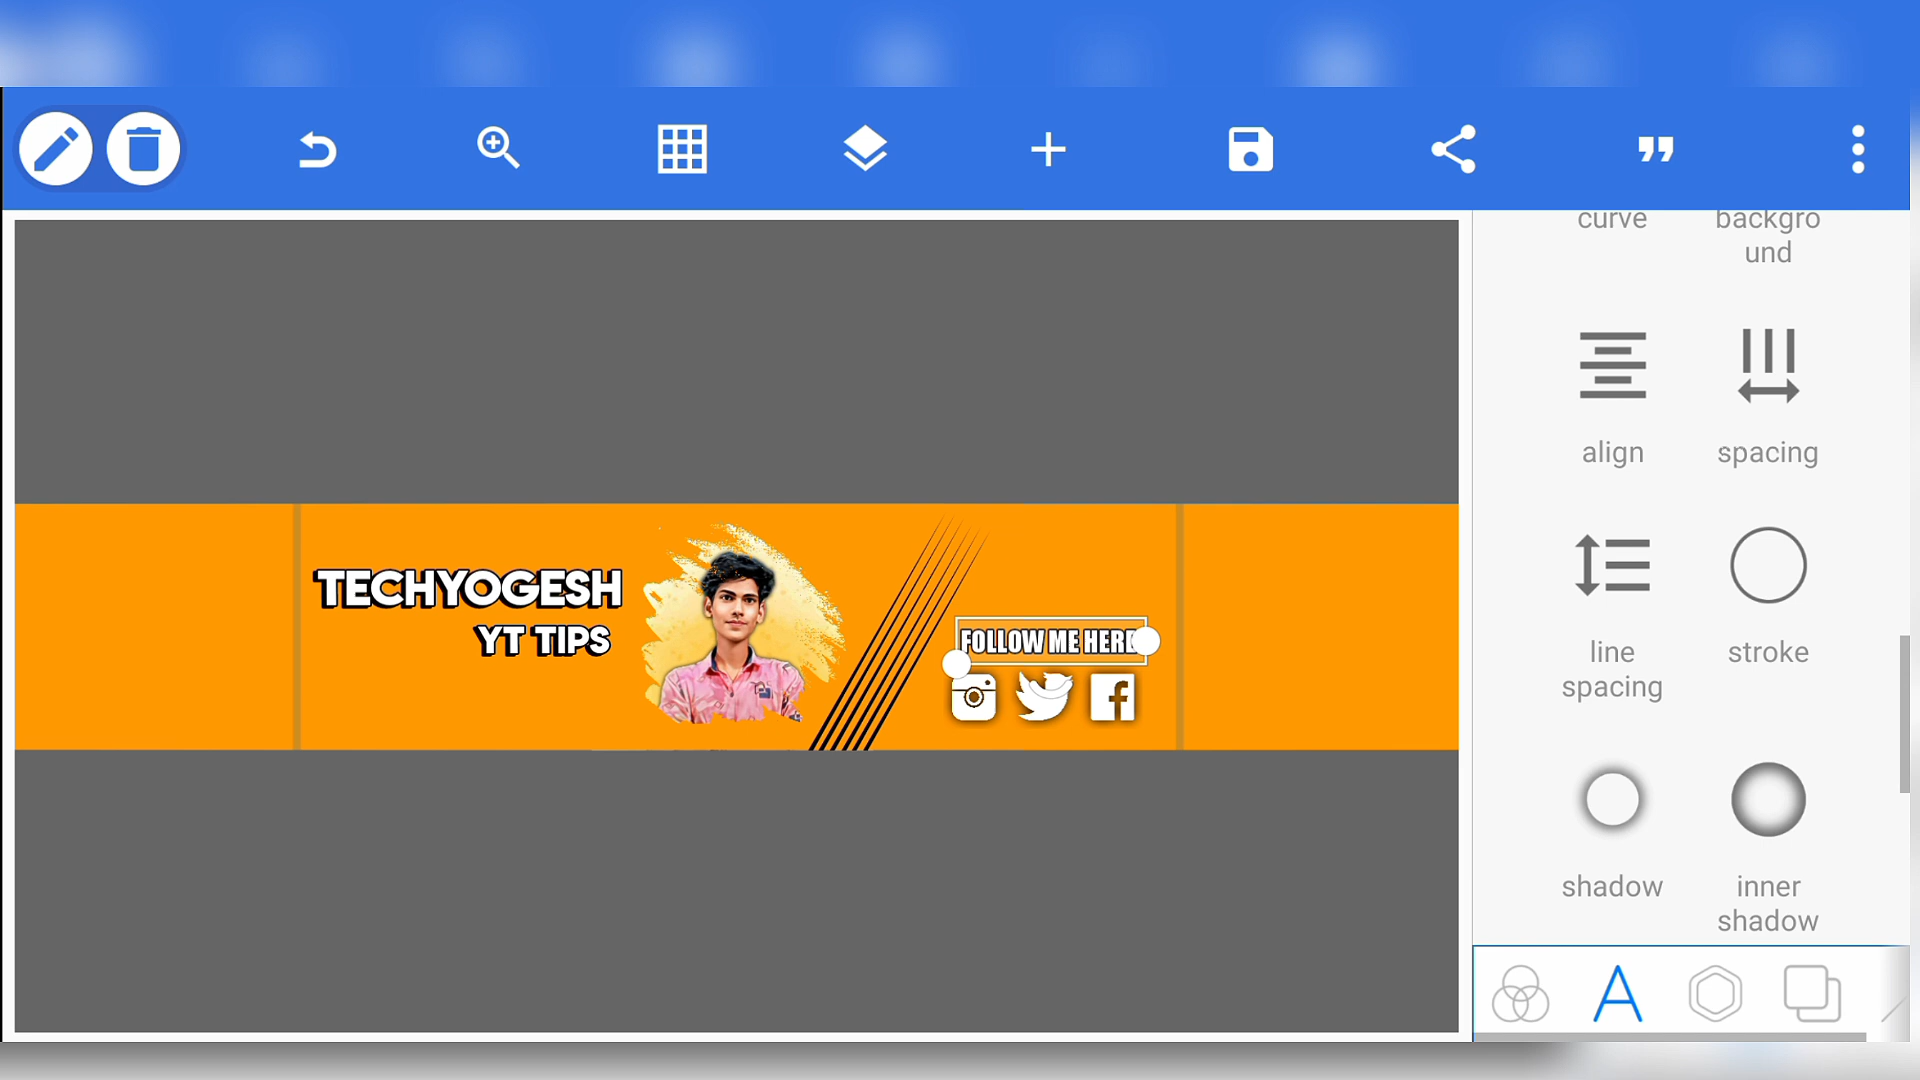 curve
backgro
und
align
spacing
TECHYOGESH
YT TIPS
FOLLOW ME HERE
line
spacing
stroke
shadow
inner
shadow